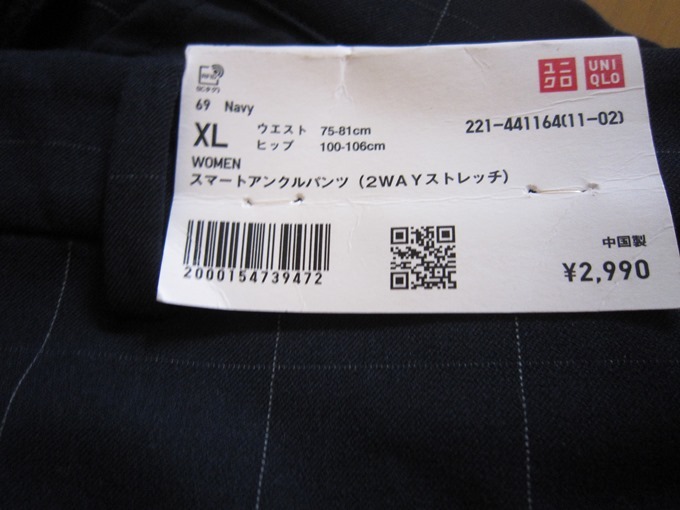 ユニ
クロ
UNI
QLO
69 Navy
XL
ウエスト 75-81cm
ヒップ 100-106cm
221-441164(11-02)
WOMEN
スマートアンクルパンツ（2WAYストレッチ）
2000154739472
中国製
¥2,990